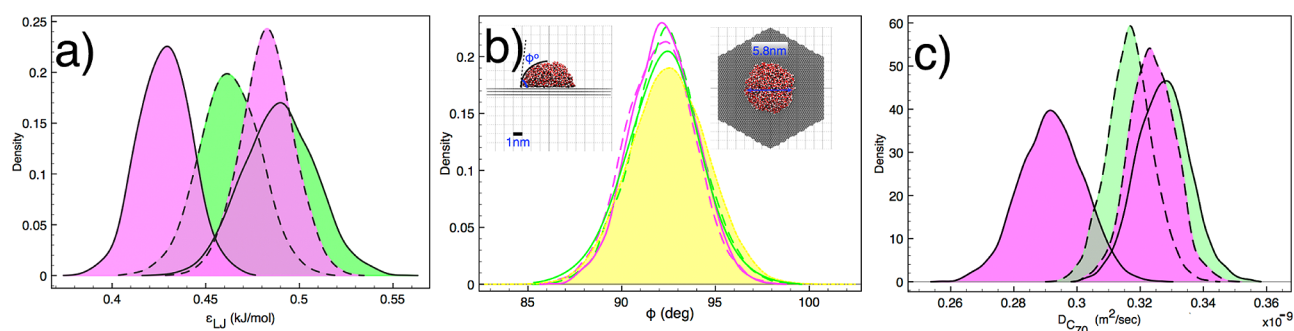 a)
0.25
0.2
0.15
0.1
0.05
0
Density
0.4 0.45 0.5 0.55
ε_LJ (kJ/mol)
b)
0.2
0.15
0.1
0.05
0
Density
φ°
1nm
5.8nm
85 90 95 100
ϕ (deg)
c)
60
50
40
30
20
10
0
Density
0.26 0.28 0.3 0.32 0.34 0.36
x10⁻⁹
D_C70 (m²/sec)